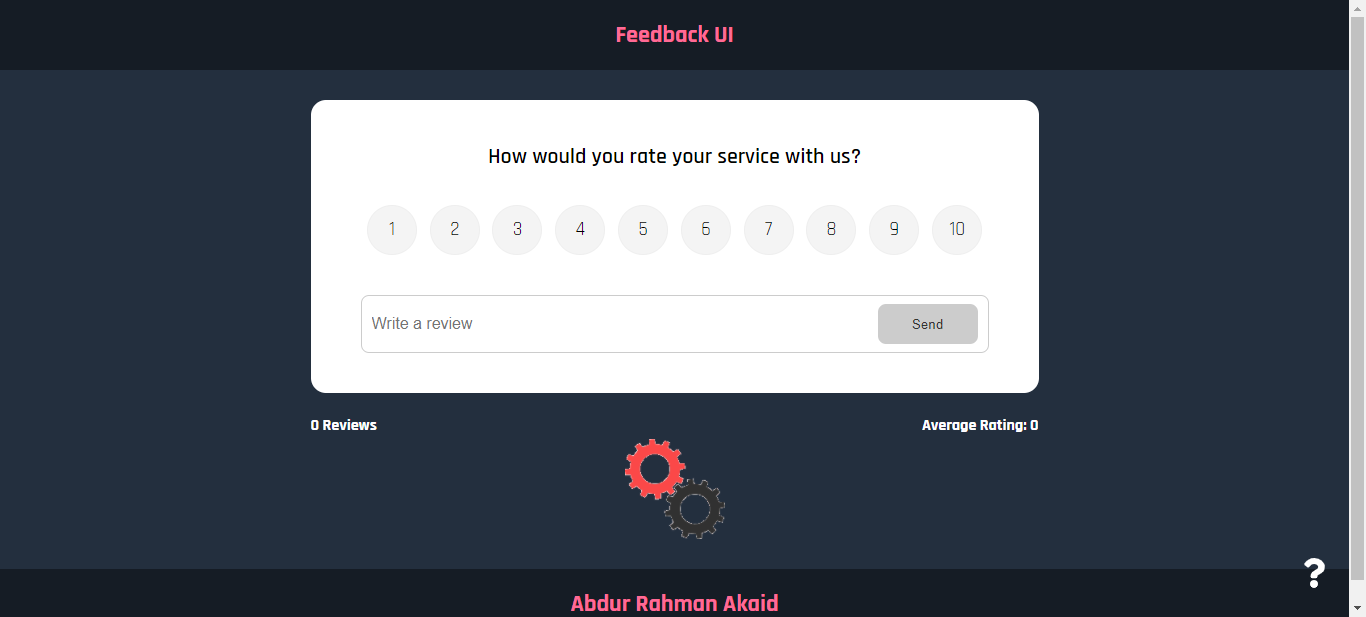 Feedback UI
How would you rate your service with us?
1 2 3 4 5 6 7 8 9 10
Write a review Send
0 Reviews Average Rating: 0
?
Abdur Rahman Akaid